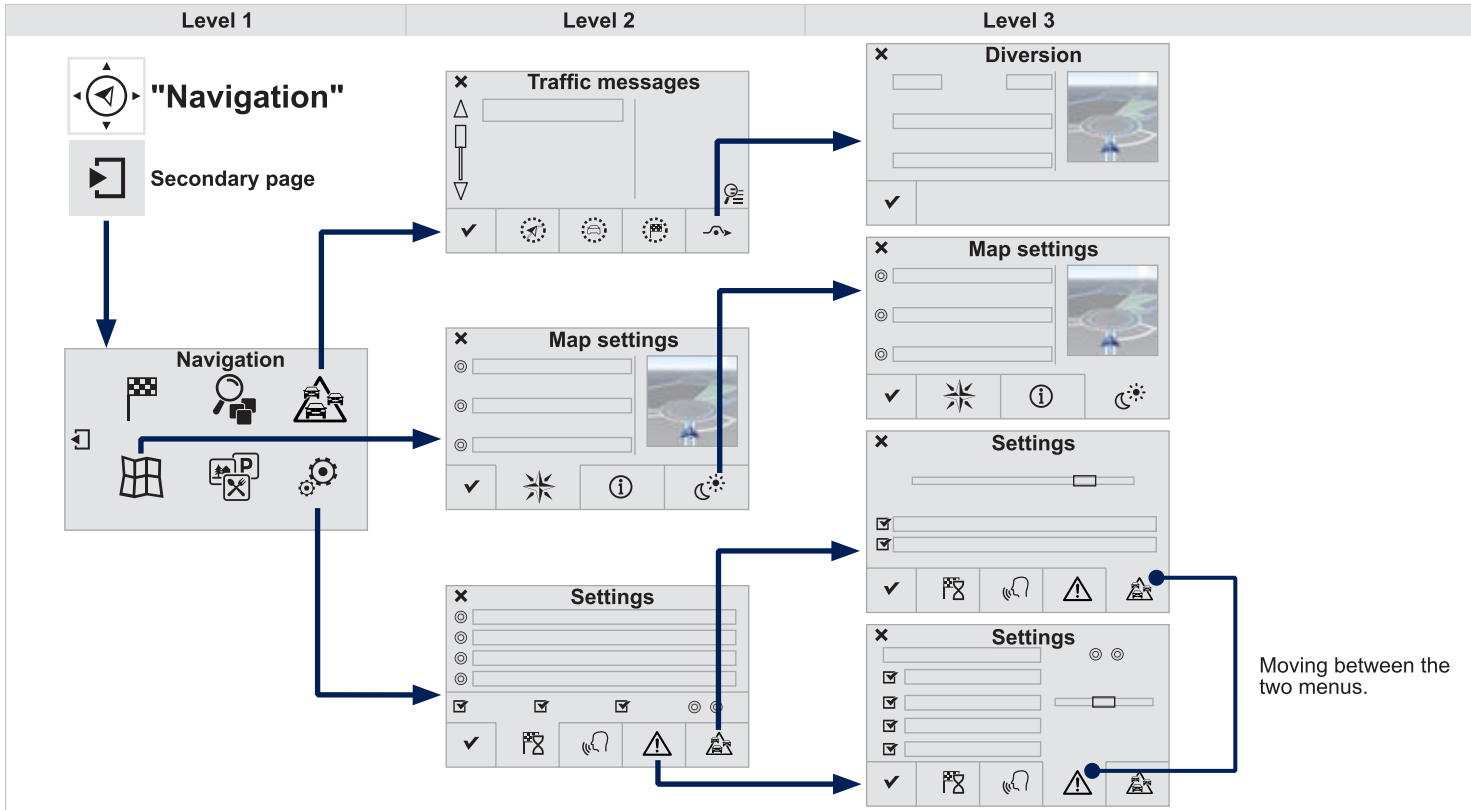 Level 1
Level 2
Level 3
"Navigation"
Secondary page
Navigation
P
Traffic messages
Map settings
Settings
Diversion
Map settings
Settings
Settings
Moving between the
two menus.